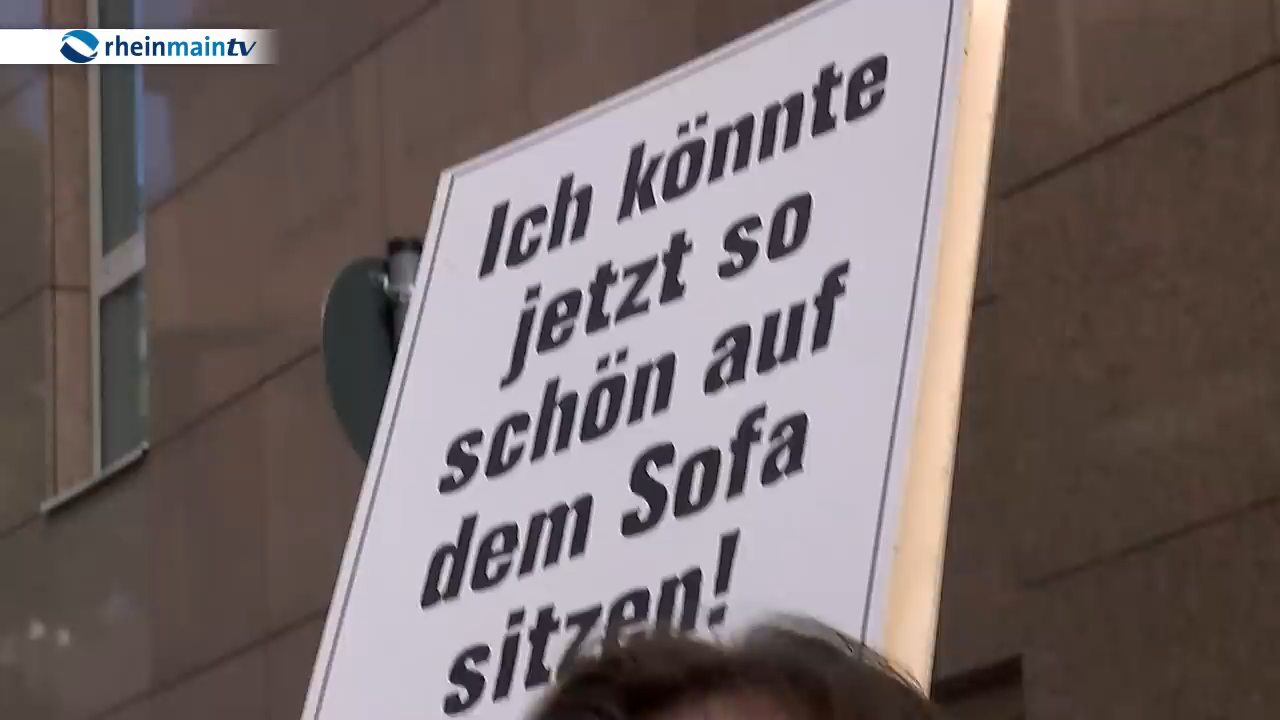 rheinmaintv
Ich könnte
jetzt so
schön auf
dem Sofa
sitzen!